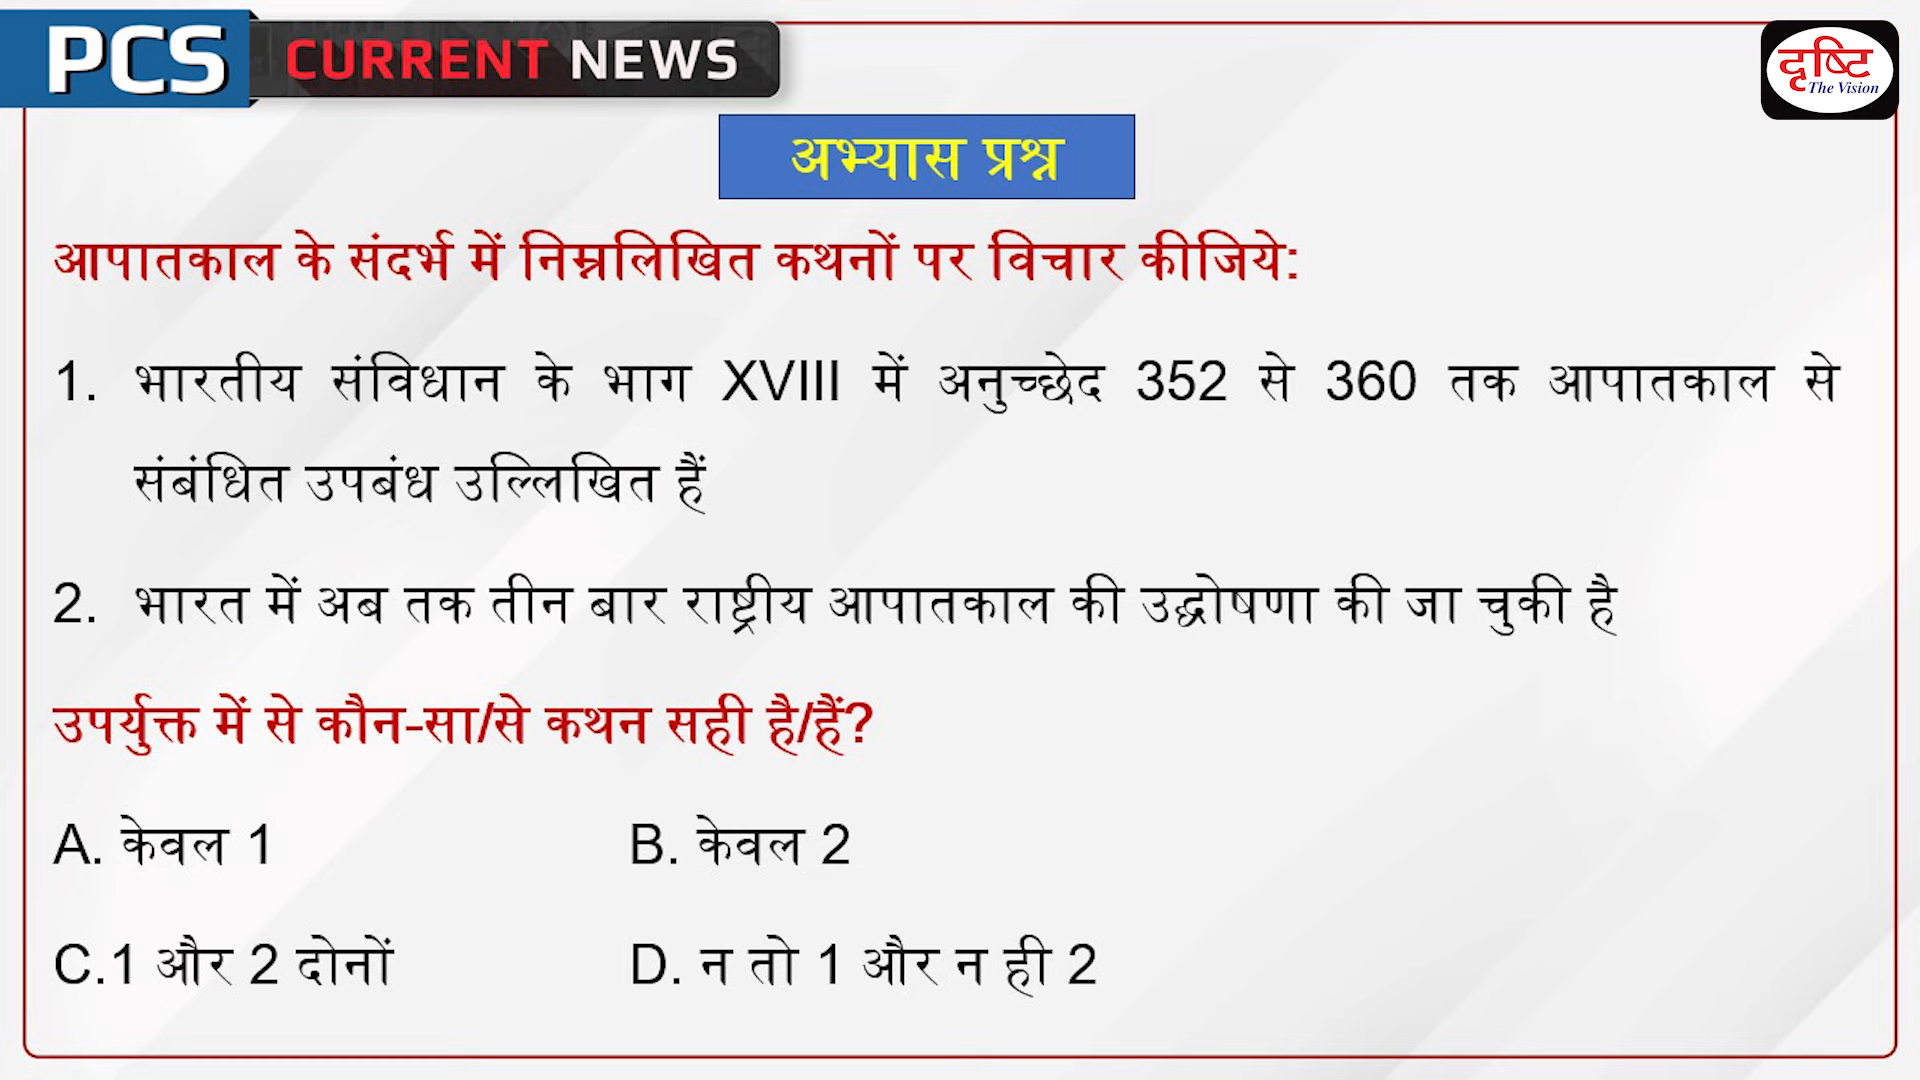 PCS CURRENT NEWS
दृष्टि
The Vision
अभ्यास प्रश्न
आपातकाल के संदर्भ में निम्नलिखित कथनों पर विचार कीजिये:
1. भारतीय संविधान के भाग XVIII में अनुच्छेद 352 से 360 तक आपातकाल से
संबंधित उपबंध उल्लिखित हैं
2. भारत में अब तक तीन बार राष्ट्रीय आपातकाल की उद्घोषणा की जा चुकी है
उपर्युक्त में से कौन-सा/से कथन सही है/हैं?
A. केवल 1 B. केवल 2
C.1 और 2 दोनों D. न तो 1 और न ही 2